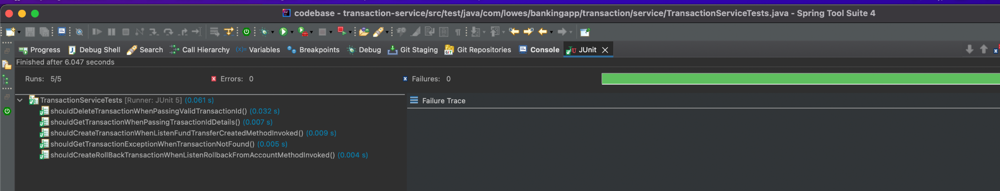 codebase - transaction-service/src/test/java/com/lowes/bankingapp/transaction/service/TransactionServiceTests.java - Spring Tool Suite 4
Progress Debug Shell Search Call Hierarchy (x)= Variables Breakpoints Debug Git Staging Git Repositories Console JUnit
Finished after 6.047 seconds
Runs: 5/5 Errors: 0 Failures: 0
TransactionServiceTests [Runner: JUnit 5] (0.061 s)
Failure Trace
shouldDeleteTransactionWhenPassingValidTransactionId() (0.032 s)
shouldGetTransactionWhenPassingTrasactionIdDetails() (0.007 s)
shouldCreateTransactionWhenListenFundTransferCreatedMethodInvoked() (0.009 s)
shouldGetTransactionExceptionWhenTransactionNotFound() (0.005 s)
shouldCreateRollBackTransactionWhenListenRollbackFromAccountMethodInvoked() (0.004 s)